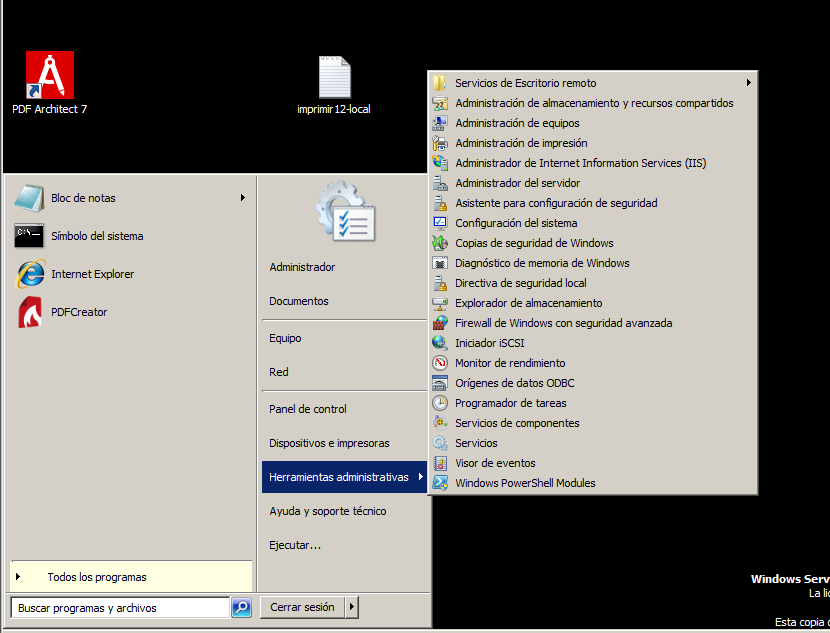 PDF Architect 7
imprimir12-local
Bloc de notas
Símbolo del sistema
Internet Explorer
PDFCreator
Todos los programas
Buscar programas y archivos
Administrador
Documentos
Equipo
Red
Panel de control
Dispositivos e impresoras
Herramientas administrativas
Ayuda y soporte técnico
Ejecutar...
Cerrar sesión
Servicios de Escritorio remoto
Administración de almacenamiento y recursos compartidos
Administración de equipos
Administración de impresión
Administrador de Internet Information Services (IIS)
Administrador del servidor
Asistente para configuración de seguridad
Configuración del sistema
Copias de seguridad de Windows
Diagnóstico de memoria de Windows
Directiva de seguridad local
Explorador de almacenamiento
Firewall de Windows con seguridad avanzada
Iniciador iSCSI
Monitor de rendimiento
Orígenes de datos ODBC
Programador de tareas
Servicios de componentes
Servicios
Visor de eventos
Windows PowerShell Modules
Windows Serv
La
Esta copia